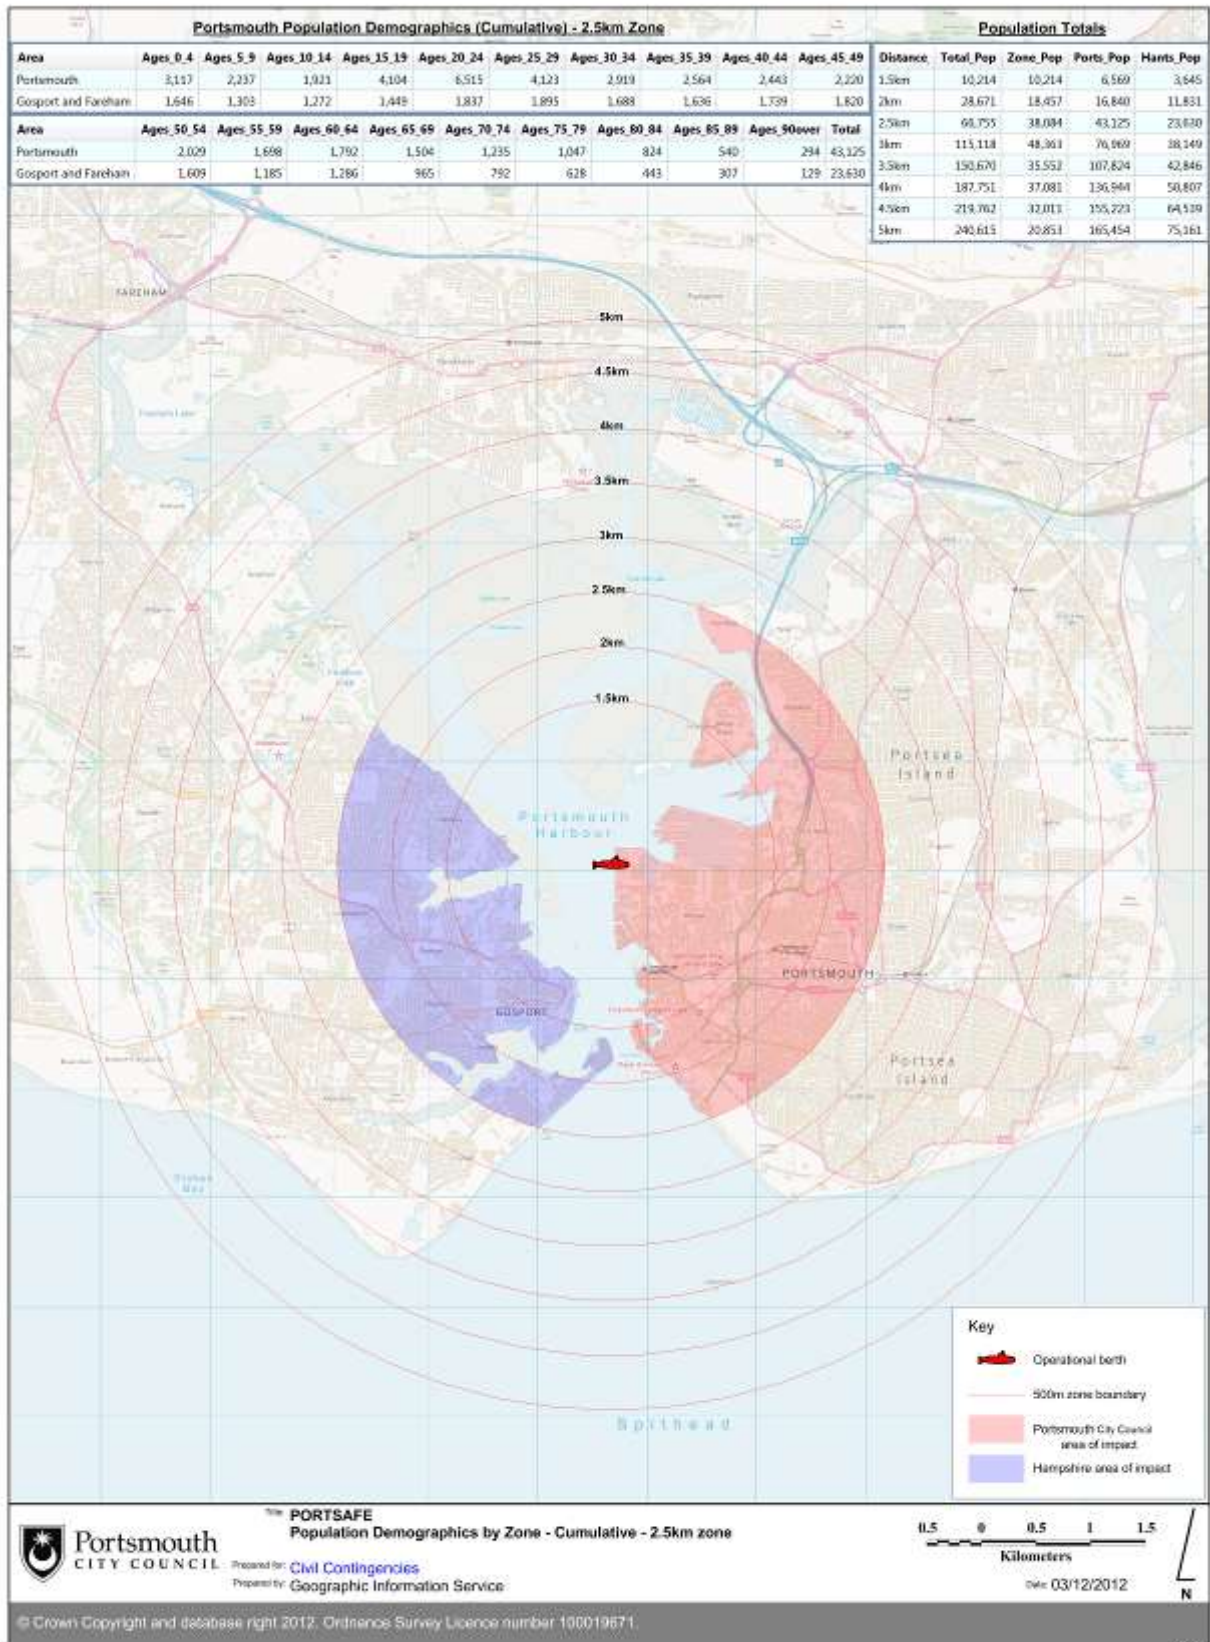 Portsmouth Population Demographics (Cumulative) - 2.5km Zone
Area Ages_0_4 Ages_5_9 Ages_10_14 Ages_15_19 Ages_20_24 Ages_25_29 Ages_30_34 Ages_35_39 Ages_40_44 Ages_45_49
Portsmouth 3,117 2,237 1,921 4,104 6,515 4,123 2,919 2,564 2,443 2,220
Gosport and Fareham 1,646 1,303 1,272 1,449 1,837 1,895 1,688 1,636 1,739 1,820
Area Ages_50_54 Ages_55_59 Ages_60_64 Ages_65_69 Ages_70_74 Ages_75_79 Ages_80_84 Ages_85_89 Ages_90over Total
Portsmouth 2,029 1,698 1,792 1,504 1,235 1,047 824 540 294 43,125
Gosport and Fareham 1,609 1,185 1,286 965 792 628 443 307 129 23,630
Population Totals
Distance Total_Pop Zone_Pop Ports_Pop Hants_Pop
1.5km 10,214 10,214 6,569 3,645
2km 28,671 18,457 16,840 11,831
2.5km 66,755 38,084 43,125 23,630
3km 115,118 48,363 76,969 38,149
3.5km 150,670 35,552 107,824 42,846
4km 187,751 37,081 136,944 50,807
4.5km 219,762 32,011 155,223 64,539
5km 240,615 20,853 165,454 75,161
FAREHAM
5km
4.5km
4km
3.5km
3km
2.5km
2km
1.5km
Portsea
Island
Portsmouth
Harbour
PORTSMOUTH
GOSPORT
Portsea
Island
Spithead
Key
Operational berth
500m zone boundary
Portsmouth City Council
area of impact
Hampshire area of impact
Portsmouth
CITY COUNCIL
Title: PORTSAFE
Population Demographics by Zone - Cumulative - 2.5km zone
Prepared for: Civil Contingencies
Prepared by: Geographic Information Service
0.5 0 0.5 1 1.5
Kilometers
Date: 03/12/2012
N
© Crown Copyright and database right 2012. Ordnance Survey Licence number 100019671.